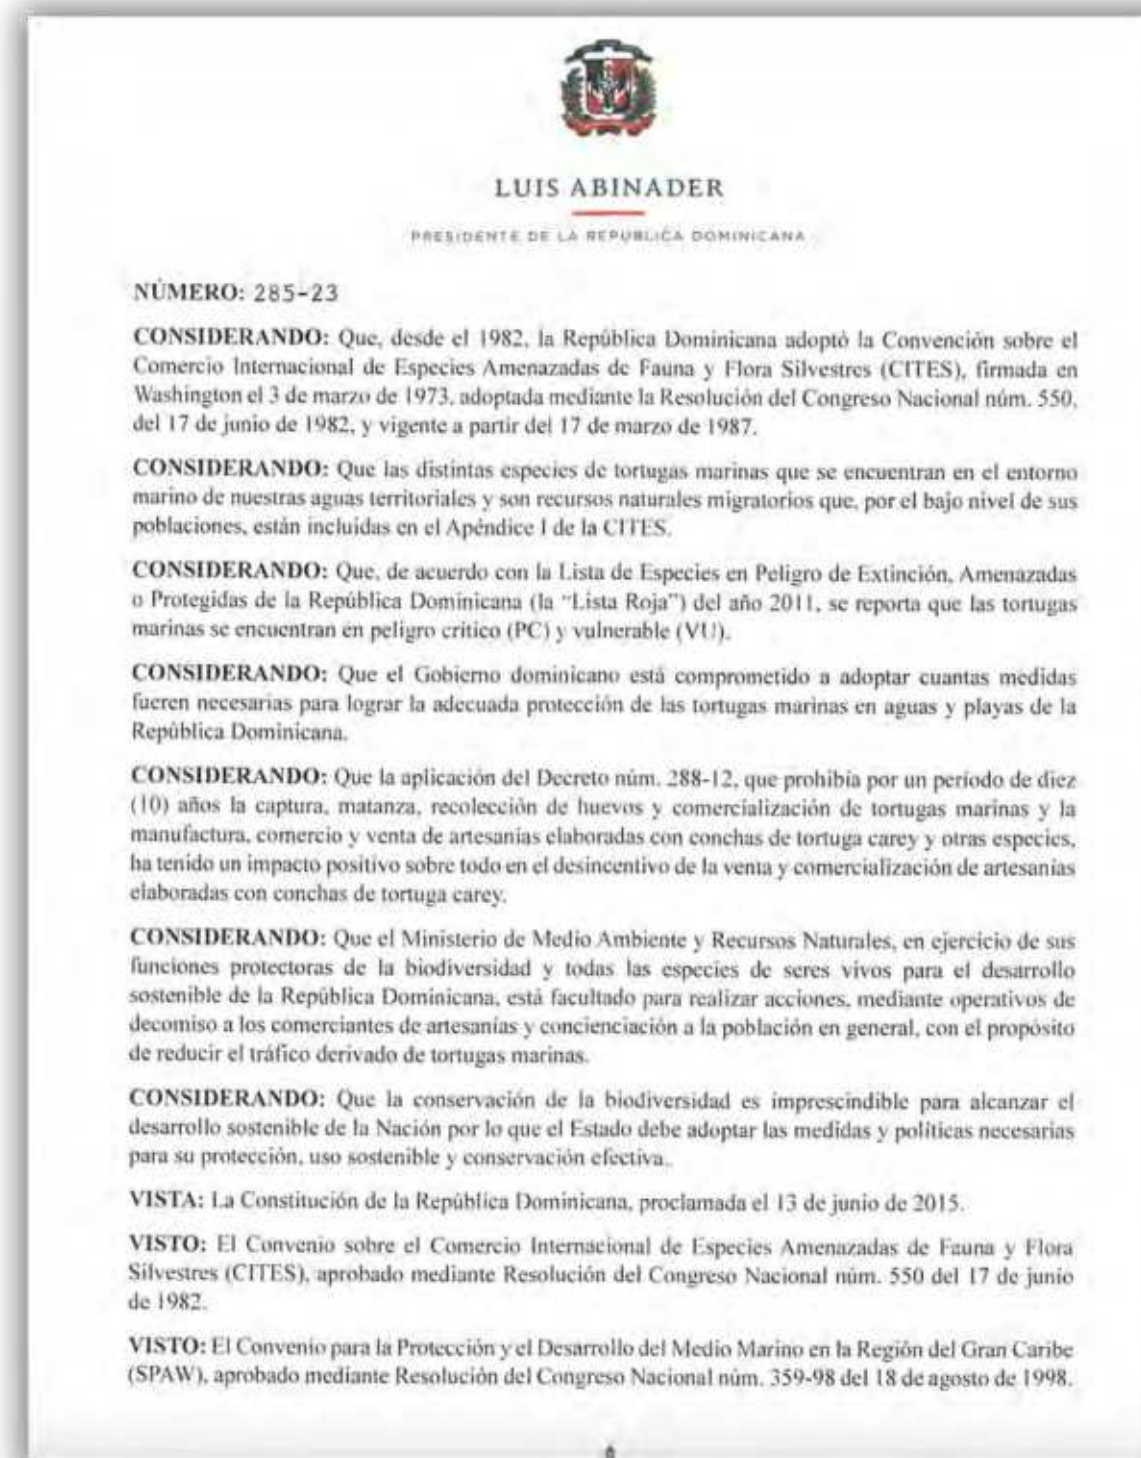 LUIS ABINADER
PRESIDENTE DE LA REPÚBLICA DOMINICANA
NÚMERO: 285-23
CONSIDERANDO: Que, desde el 1982, la República Dominicana adoptó la Convención sobre el
Comercio Internacional de Especies Amenazadas de Fauna y Flora Silvestres (CITES), firmada en
Washington el 3 de marzo de 1973, adoptada mediante la Resolución del Congreso Nacional núm. 550,
del 17 de junio de 1982, y vigente a partir del 17 de marzo de 1987.
CONSIDERANDO: Que las distintas especies de tortugas marinas que se encuentran en el entorno
marino de nuestras aguas territoriales y son recursos naturales migratorios que, por el bajo nivel de sus
poblaciones, están incluidas en el Apéndice I de la CITES.
CONSIDERANDO: Que, de acuerdo con la Lista de Especies en Peligro de Extinción, Amenazadas
o Protegidas de la República Dominicana (la “Lista Roja”) del año 2011, se reporta que las tortugas
marinas se encuentran en peligro crítico (PC) y vulnerable (VU).
CONSIDERANDO: Que el Gobierno dominicano está comprometido a adoptar cuantas medidas
fueren necesarias para lograr la adecuada protección de las tortugas marinas en aguas y playas de la
República Dominicana.
CONSIDERANDO: Que la aplicación del Decreto núm. 288-12, que prohibía por un período de diez
(10) años la captura, matanza, recolección de huevos y comercialización de tortugas marinas y la
manufactura, comercio y venta de artesanías elaboradas con conchas de tortuga carey y otras especies,
ha tenido un impacto positivo sobre todo en el desincentivo de la venta y comercialización de artesanías
elaboradas con conchas de tortuga carey.
CONSIDERANDO: Que el Ministerio de Medio Ambiente y Recursos Naturales, en ejercicio de sus
funciones protectoras de la biodiversidad y todas las especies de seres vivos para el desarrollo
sostenible de la República Dominicana, está facultado para realizar acciones, mediante operativos de
decomiso a los comerciantes de artesanías y concienciación a la población en general, con el propósito
de reducir el tráfico derivado de tortugas marinas.
CONSIDERANDO: Que la conservación de la biodiversidad es imprescindible para alcanzar el
desarrollo sostenible de la Nación por lo que el Estado debe adoptar las medidas y políticas necesarias
para su protección, uso sostenible y conservación efectiva..
VISTA: La Constitución de la República Dominicana, proclamada el 13 de junio de 2015.
VISTO: El Convenio sobre el Comercio Internacional de Especies Amenazadas de Fauna y Flora
Silvestres (CITES), aprobado mediante Resolución del Congreso Nacional núm. 550 del 17 de junio
de 1982.
VISTO: El Convenio para la Protección y el Desarrollo del Medio Marino en la Región del Gran Caribe
(SPAW), aprobado mediante Resolución del Congreso Nacional núm. 359-98 del 18 de agosto de 1998.